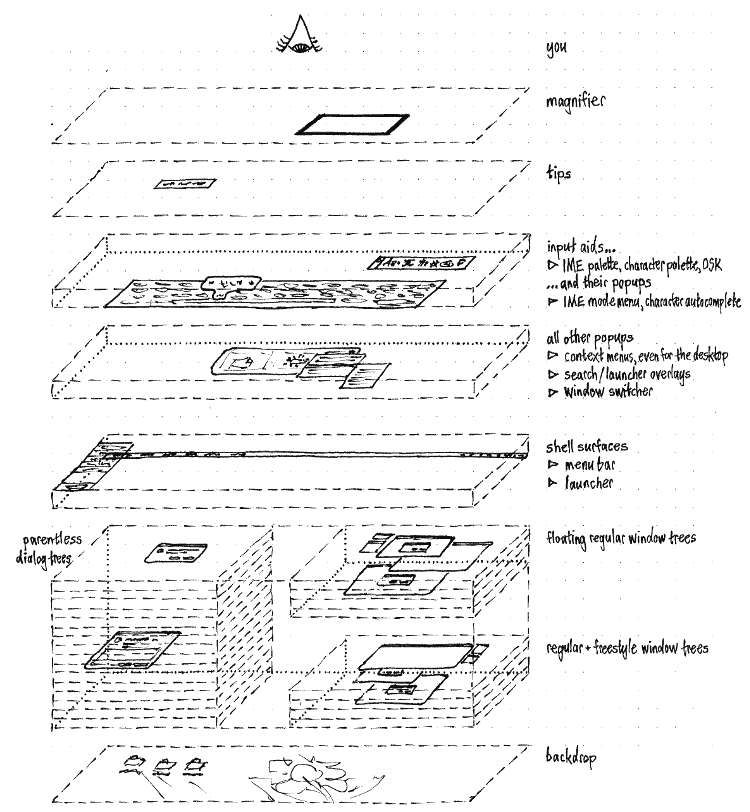 you
magnifier
tips
input aids...
▷ IME palette, character palette, OSK
...and their popups
▷ IME mode menu, character autocomplete
all other popups
▷ context menus, even for the desktop
▷ search/launcher overlays
▷ window switcher
shell surfaces
▷ menu bar
▷ launcher
parentless
dialog trees
floating regular window trees
regular + freestyle window trees
backdrop